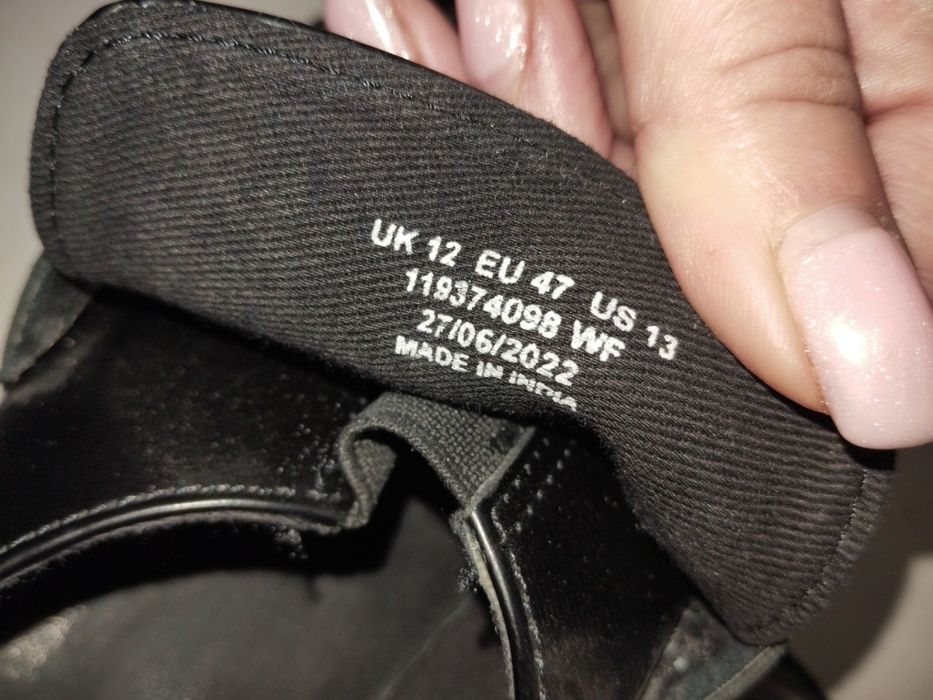 UK 12 EU 47 US 13
119374098 WF
27/06/2022
MADE IN INDIA